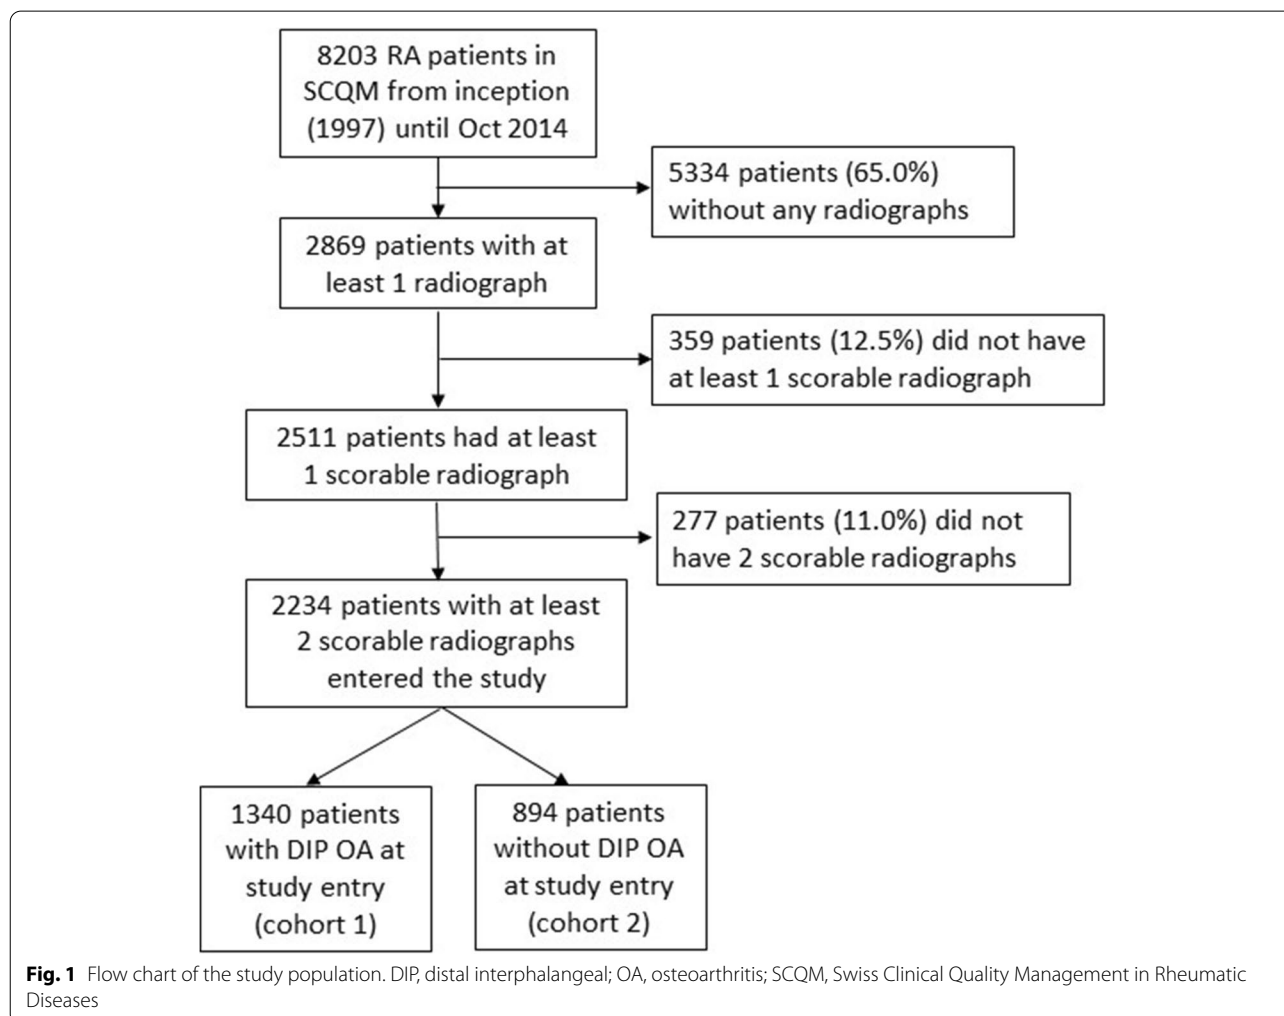 8203 RA patients in
SCQM from inception
(1997) until Oct 2014
5334 patients (65.0%)
without any radiographs
2869 patients with at
least 1 radiograph
359 patients (12.5%) did not have
at least 1 scorable radiograph
2511 patients had at least
1 scorable radiograph
277 patients (11.0%) did not
have 2 scorable radiographs
2234 patients with at least
2 scorable radiographs
entered the study
1340 patients
with DIP OA at
study entry
(cohort 1)
894 patients
without DIP OA
at study entry
(cohort 2)
Fig. 1 Flow chart of the study population. DIP, distal interphalangeal; OA, osteoarthritis; SCQM, Swiss Clinical Quality Management in Rheumatic
Diseases